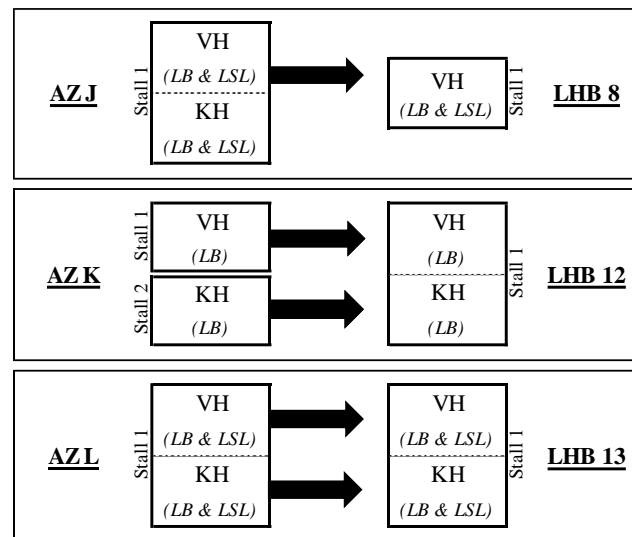 AZ J
Stall 1
VH
(LB & LSL)
KH
(LB & LSL)
VH
(LB & LSL)
Stall 1
LHB 8
AZ K
Stall 1
VH
(LB)
Stall 2
KH
(LB)
VH
(LB)
KH
(LB)
Stall 1
LHB 12
AZ L
Stall 1
VH
(LB & LSL)
KH
(LB & LSL)
VH
(LB & LSL)
KH
(LB & LSL)
Stall 1
LHB 13